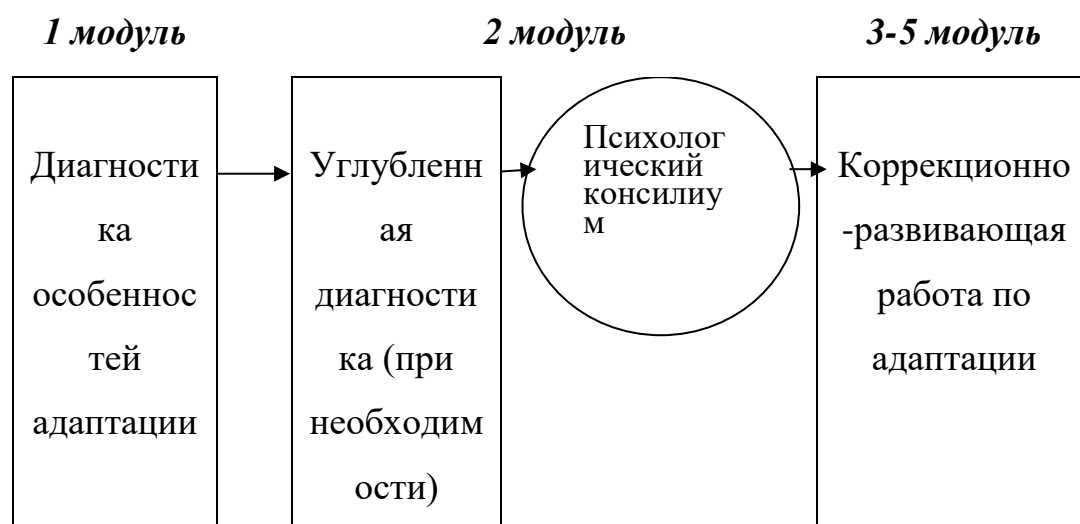 1 модуль
2 модуль
3-5 модуль
Диагности
ка
особеннос
тей
адаптации
Углубленн
ая
диагности
ка (при
необходим
ости)
Психолог
ический
консилиу
м
Коррекционно
-развивающая
работа по
адаптации